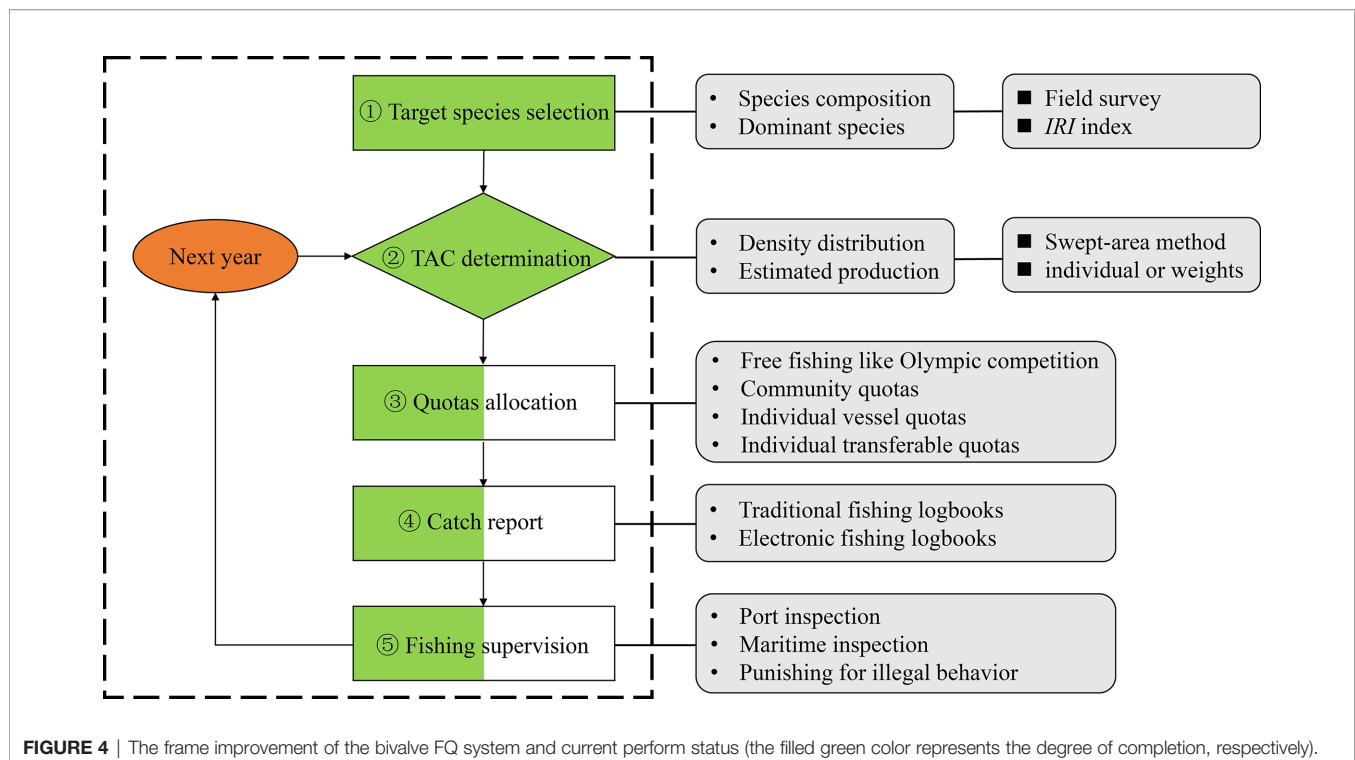 ① Target species selection
• Species composition
• Dominant species
■ Field survey
■ IRI index
Next year
② TAC determination
• Density distribution
• Estimated production
■ Swept-area method
■ individual or weights
③ Quotas allocation
• Free fishing like Olympic competition
• Community quotas
• Individual vessel quotas
• Individual transferable quotas
④ Catch report
• Traditional fishing logbooks
• Electronic fishing logbooks
⑤ Fishing supervision
• Port inspection
• Maritime inspection
• Punishing for illegal behavior
FIGURE 4 | The frame improvement of the bivalve FQ system and current perform status (the filled green color represents the degree of completion, respectively).